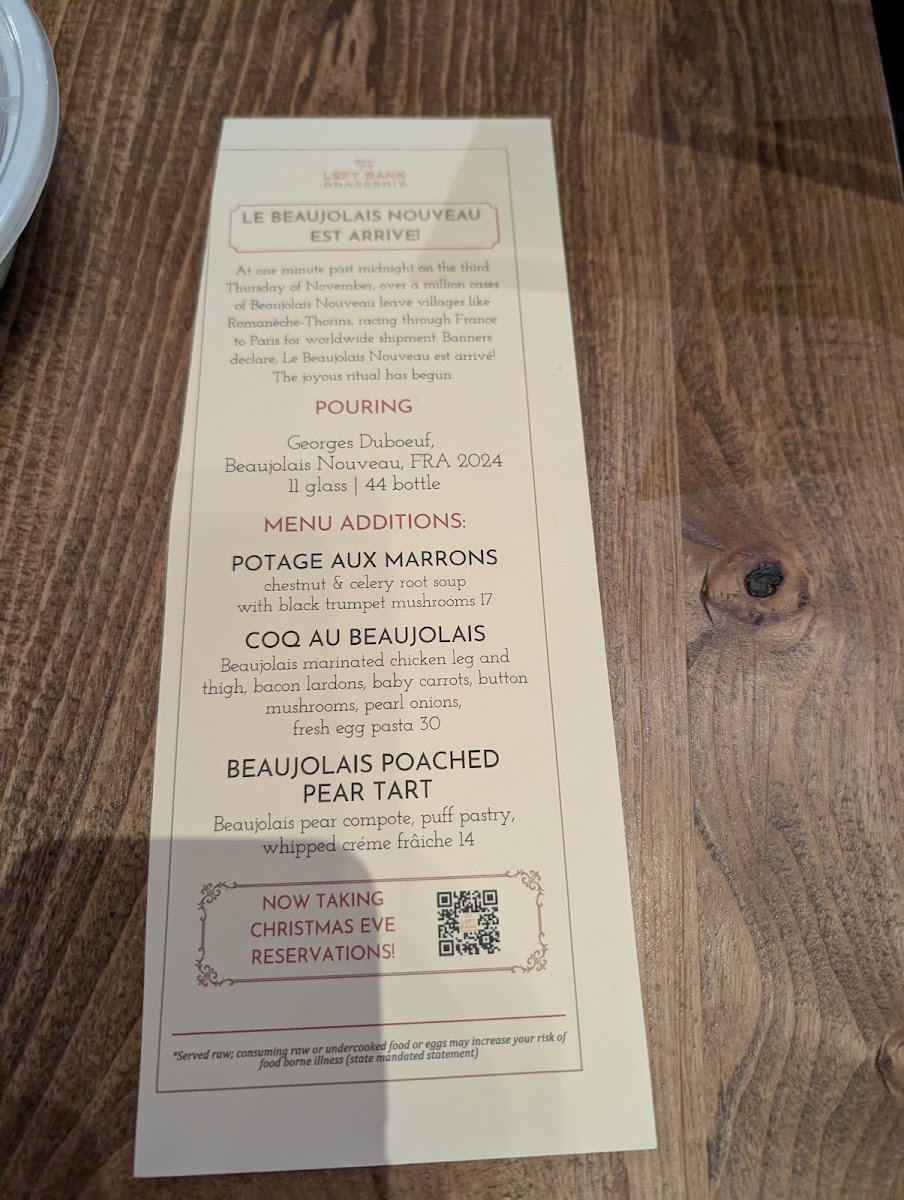 LEFT BANK
BRASSERIE
LE BEAUJOLAIS NOUVEAU
EST ARRIVE!
At one minute past midnight on the third
Thursday of November, over a million cases
of Beaujolais Nouveau leave villages like
Romanèche-Thorins, racing through France
to Paris for worldwide shipment. Banners
declare, Le Beaujolais Nouveau est arrivé!
The joyous ritual has begun.
POURING
Georges Duboeuf,
Beaujolais Nouveau, FRA 2024
11 glass | 44 bottle
MENU ADDITIONS:
POTAGE AUX MARRONS
chestnut & celery root soup
with black trumpet mushrooms 17
COQ AU BEAUJOLAIS
Beaujolais marinated chicken leg and
thigh, bacon lardons, baby carrots, button
mushrooms, pearl onions,
fresh egg pasta 30
BEAUJOLAIS POACHED
PEAR TART
Beaujolais pear compote, puff pastry,
whipped créme frâiche 14
NOW TAKING
CHRISTMAS EVE
RESERVATIONS!
*Served raw; consuming raw or undercooked food or eggs may increase your risk of
food borne illness (state mandated statement)